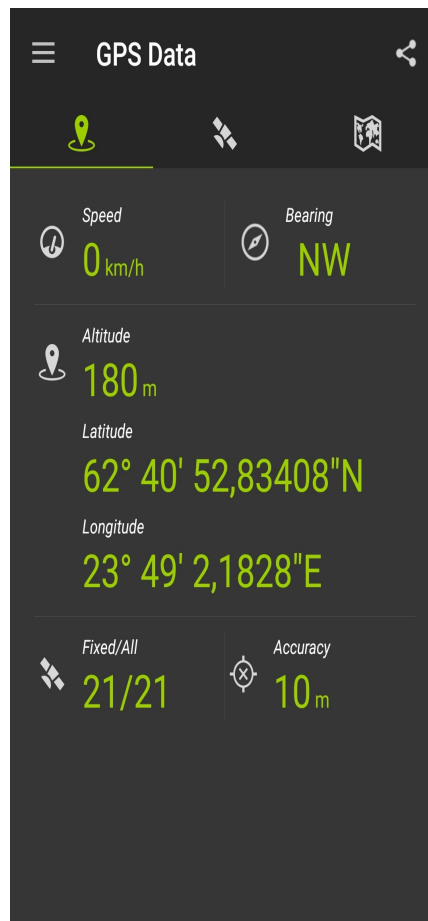 GPS Data
Speed
Bearing
0 km/h
NW
Altitude
180 m
Latitude
62° 40' 52,83408"N
Longitude
23° 49' 2,1828"E
Fixed/All
Accuracy
21/21
10 m